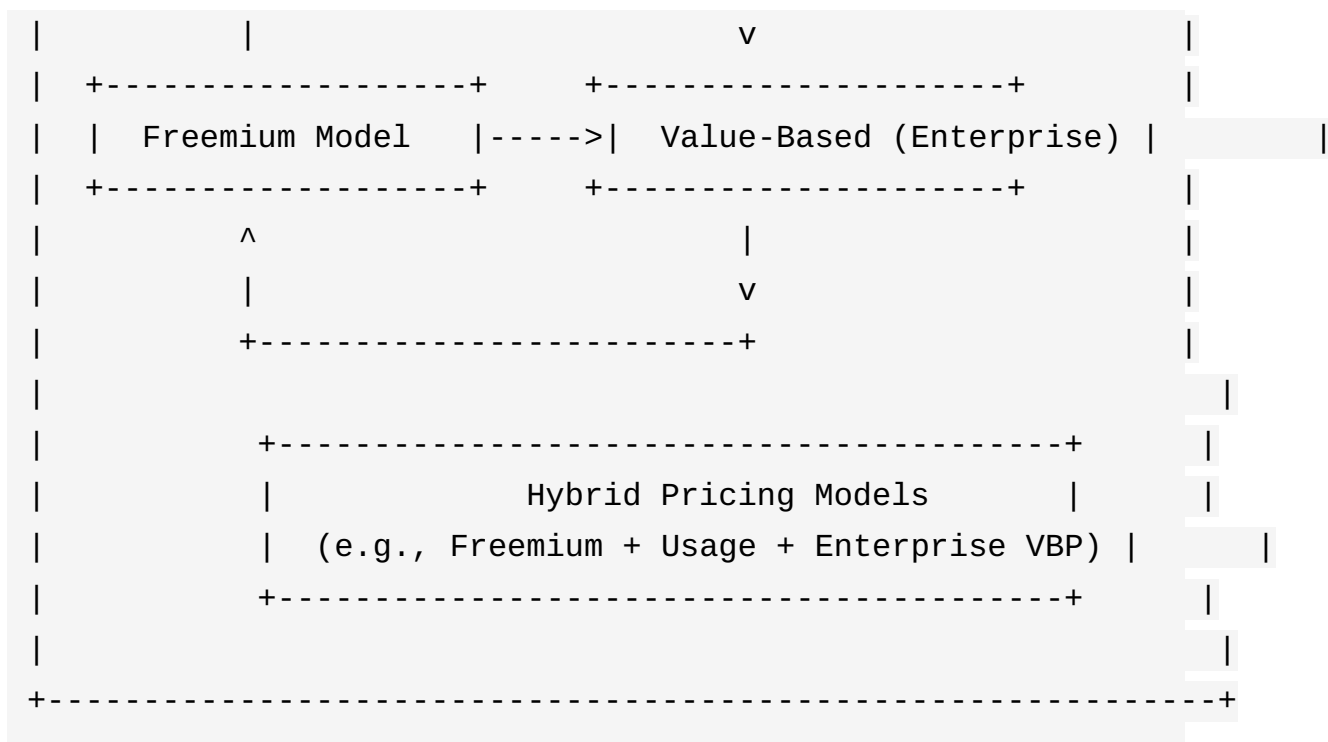 |          |                         v                      |
|  +-------------------+     +---------------------+        |
|  |  Freemium Model   |----->|  Value-Based (Enterprise) |        |
|  +-------------------+     +---------------------+        |
|          ^                         |                      |
|          |                         v                      |
|          +-------------------------+                      |
|                                                             |
|           +-----------------------------------------+      |
|           |             Hybrid Pricing Models       |      |
|           |  (e.g., Freemium + Usage + Enterprise VBP) |      |
|           +-----------------------------------------+      |
|                                                             |
+-------------------------------------------------------------+